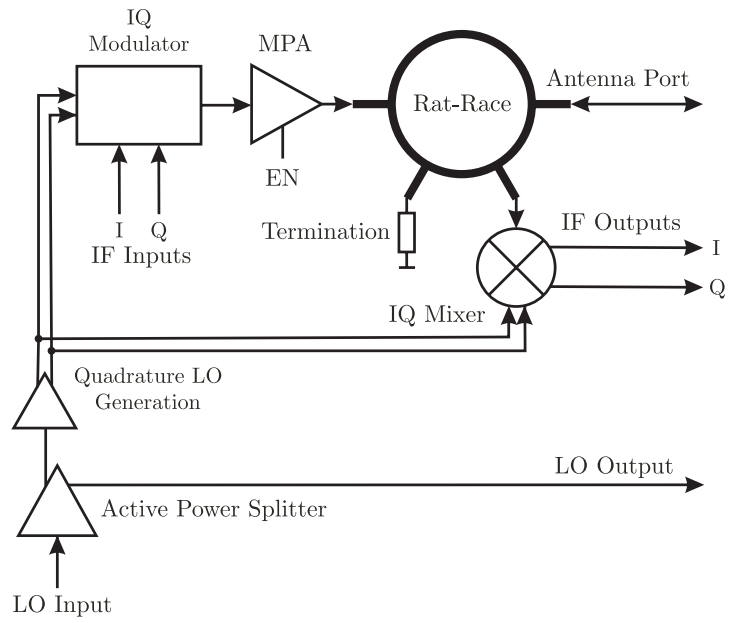 IQ
Modulator
MPA
Rat-Race
Antenna Port
EN
I
Q
IF Inputs
Termination
IF Outputs
I
Q
IQ Mixer
Quadrature LO
Generation
LO Output
Active Power Splitter
LO Input